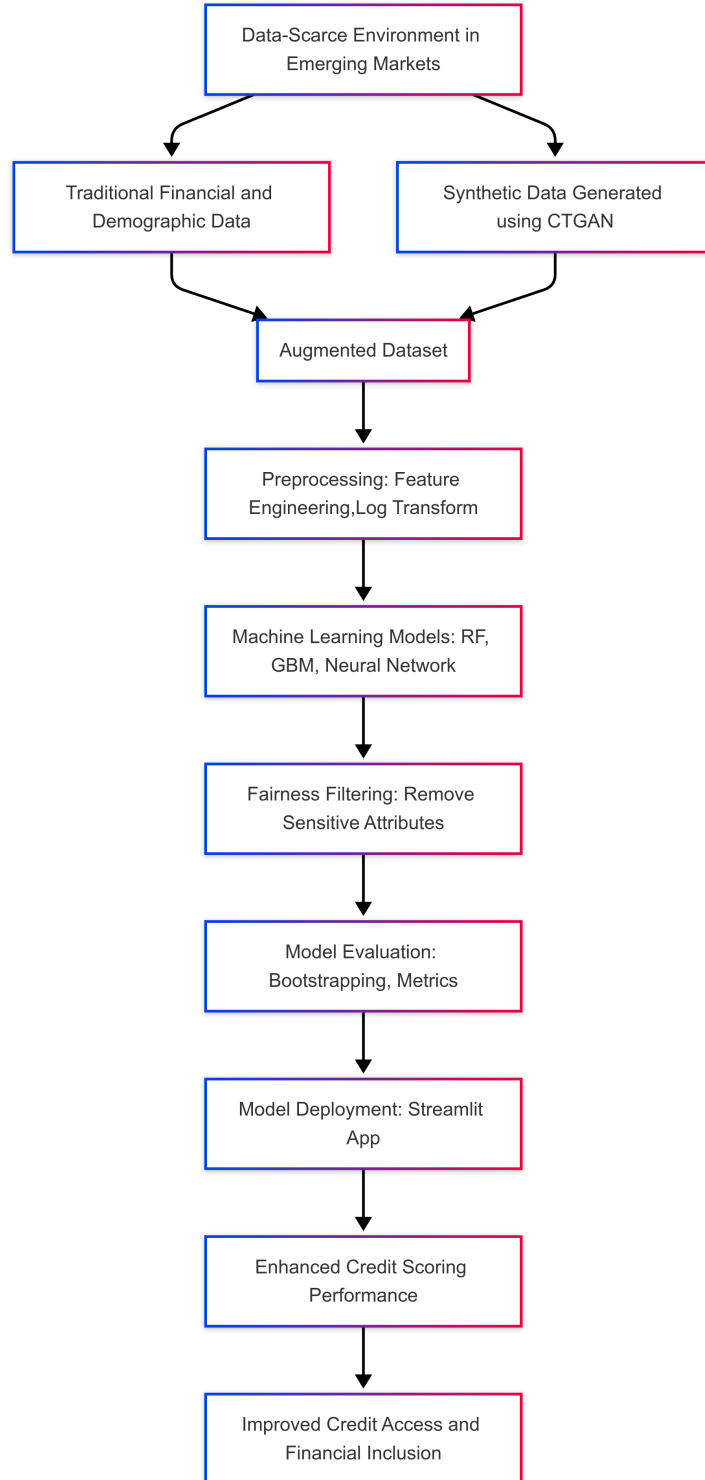 Data-Scarce Environment in
Emerging Markets
Traditional Financial and
Demographic Data
Synthetic Data Generated
using CTGAN
Augmented Dataset
Preprocessing: Feature
Engineering,Log Transform
Machine Learning Models: RF,
GBM, Neural Network
Fairness Filtering: Remove
Sensitive Attributes
Model Evaluation:
Bootstrapping, Metrics
Model Deployment: Streamlit
App
Enhanced Credit Scoring
Performance
Improved Credit Access and
Financial Inclusion